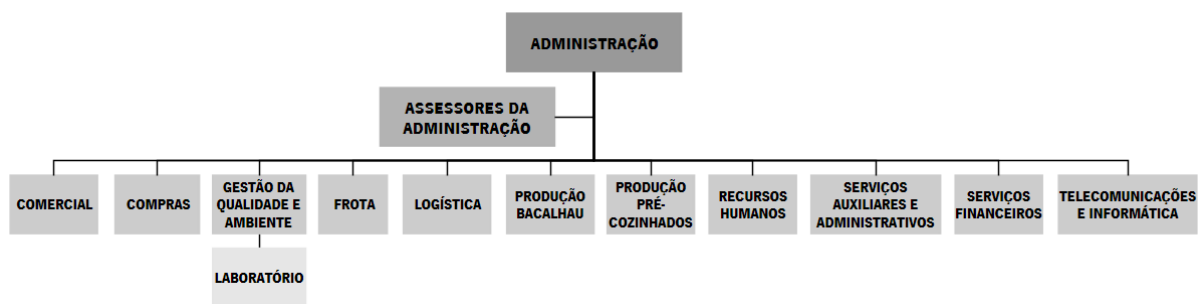 ADMINISTRAÇÃO
ASSESSORES DA
ADMINISTRAÇÃO
COMERCIAL
COMPRAS
GESTÃO DA
QUALIDADE E
AMBIENTE
FROTA
LOGÍSTICA
PRODUÇÃO
BACALHAU
PRODUÇÃO
PRÉ-
COZINHADOS
RECURSOS
HUMANOS
SERVIÇOS
AUXILIARES E
ADMINISTRATIVOS
SERVIÇOS
FINANCEIROS
TELECOMUNICAÇÕES
E INFORMÁTICA
LABORATÓRIO